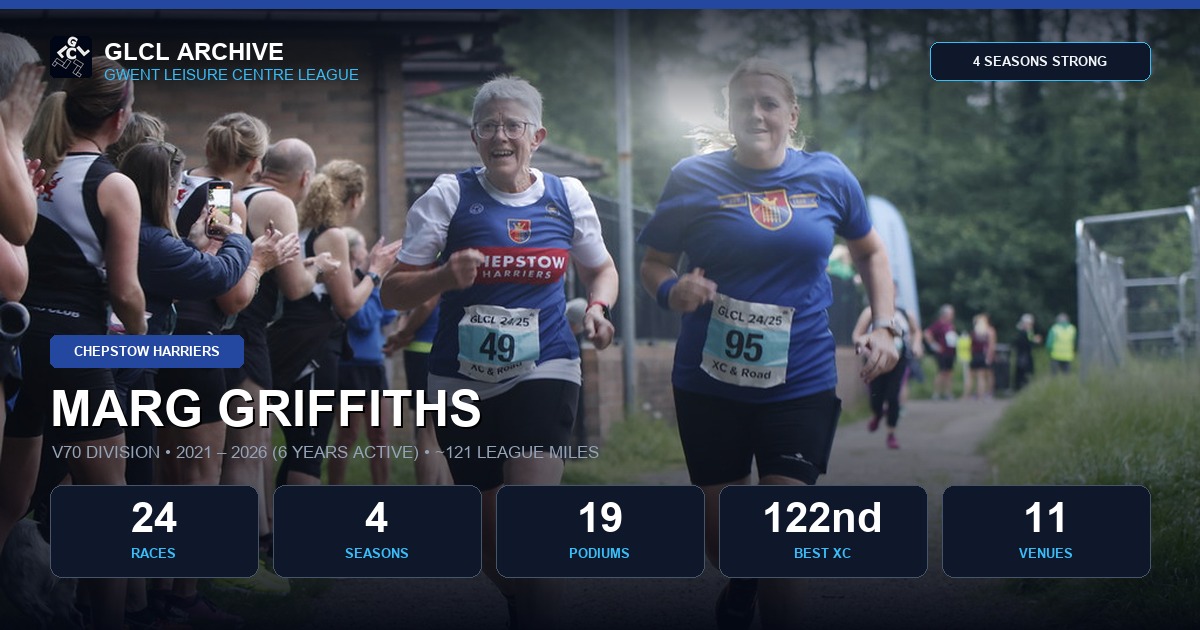 GLCL ARCHIVE
GWENT LEISURE CENTRE LEAGUE
4 SEASONS STRONG
HEPSTOW
HARRIERS
GLCL 24/25
49
XC & Road
GLCL 24/25
95
XC & Road
CHEPSTOW HARRIERS
MARG GRIFFITHS
V70 DIVISION • 2021 – 2026 (6 YEARS ACTIVE) • ~121 LEAGUE MILES
24
RACES
4
SEASONS
19
PODIUMS
122nd
BEST XC
11
VENUES